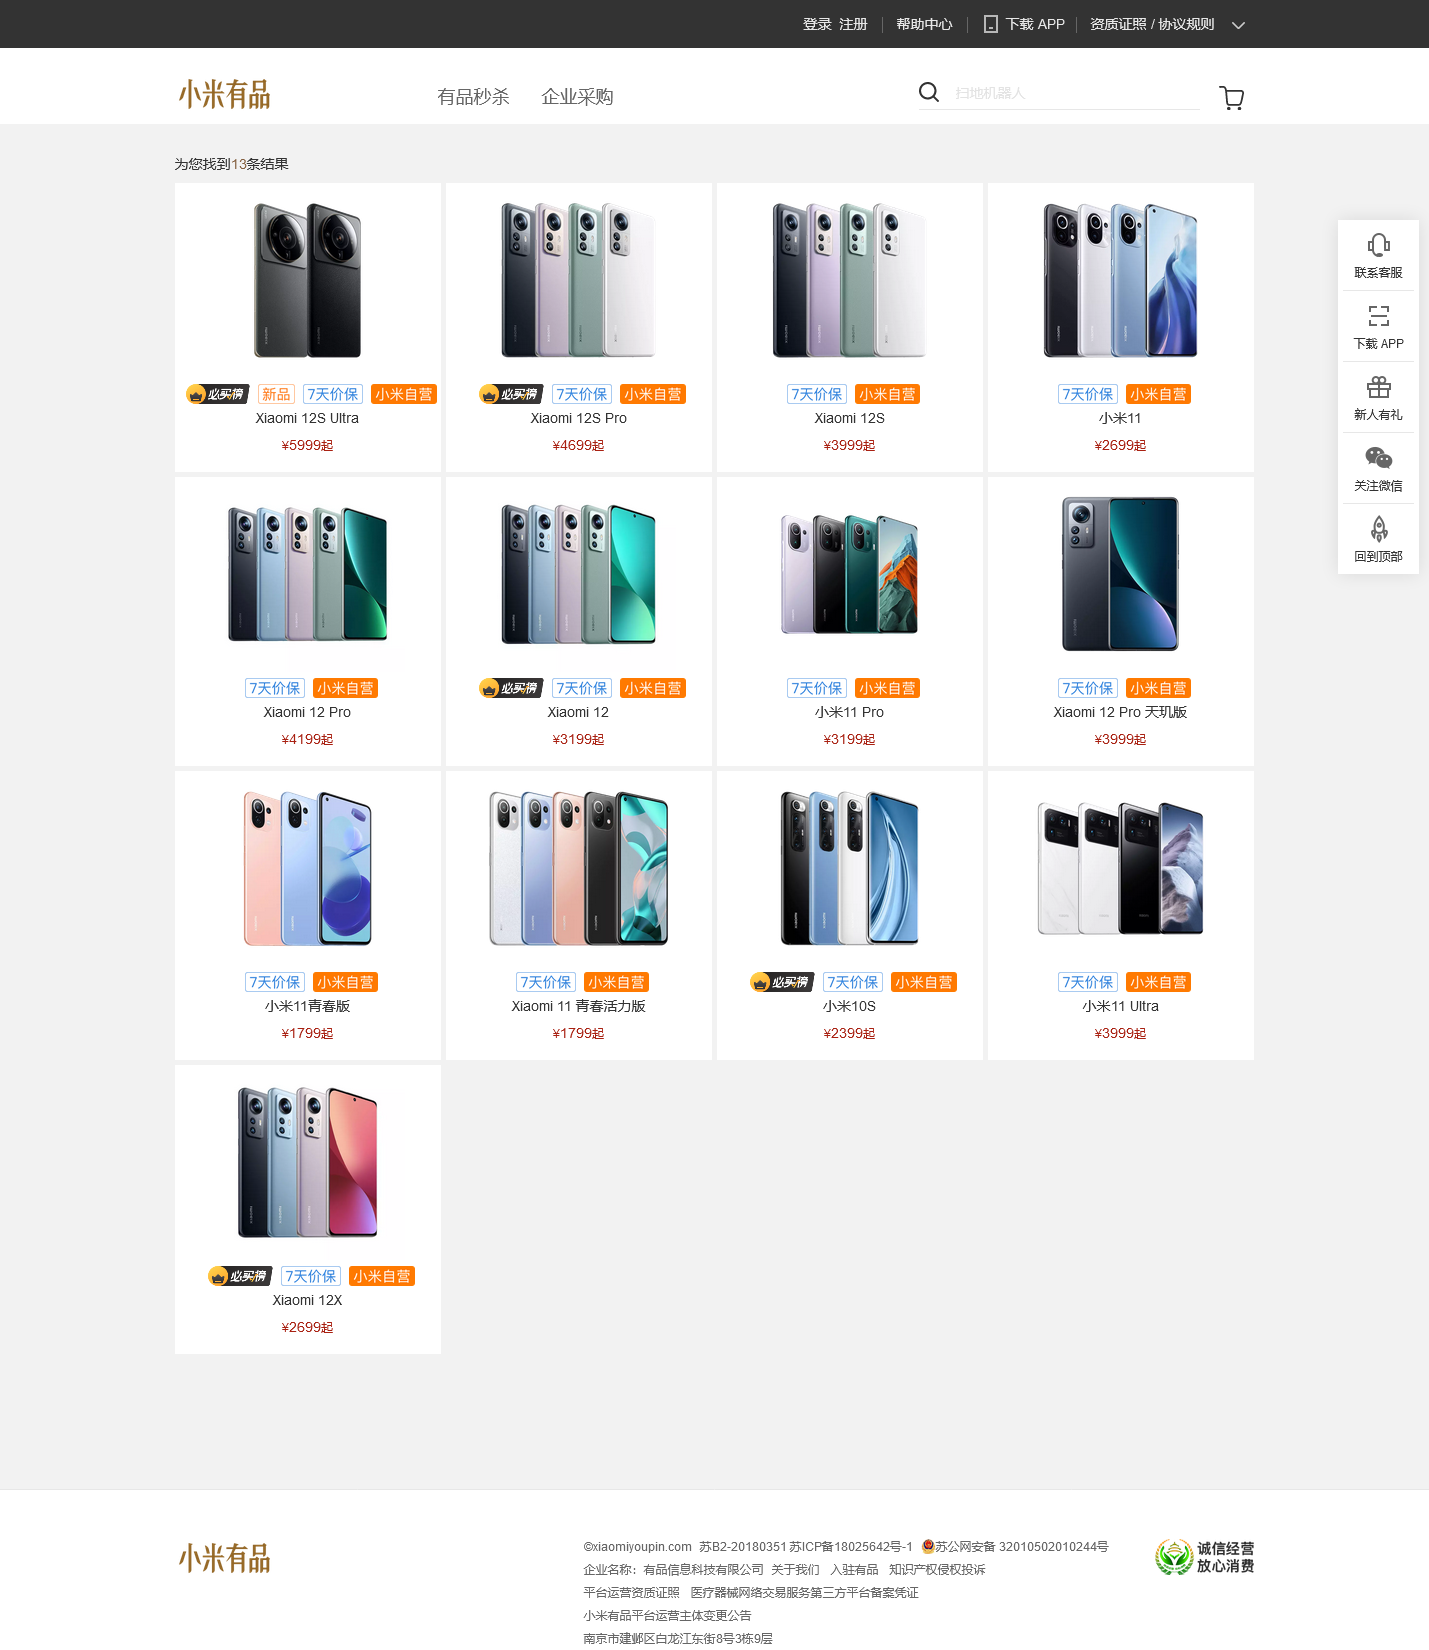 登录 注册 帮助中心 下载 APP 资质证照 / 协议规则
小米有品 有品秒杀 企业采购 扫地机器人
为您找到13条结果
必买榜 新品 7天价保 小米自营
Xiaomi 12S Ultra
¥5999起
必买榜 7天价保 小米自营
Xiaomi 12S Pro
¥4699起
7天价保 小米自营
Xiaomi 12S
¥3999起
7天价保 小米自营
小米11
¥2699起
7天价保 小米自营
Xiaomi 12 Pro
¥4199起
必买榜 7天价保 小米自营
Xiaomi 12
¥3199起
7天价保 小米自营
小米11 Pro
¥3199起
7天价保 小米自营
Xiaomi 12 Pro 天玑版
¥3999起
7天价保 小米自营
小米11青春版
¥1799起
7天价保 小米自营
Xiaomi 11 青春活力版
¥1799起
必买榜 7天价保 小米自营
小米10S
¥2399起
7天价保 小米自营
小米11 Ultra
¥3999起
必买榜 7天价保 小米自营
Xiaomi 12X
¥2699起
联系客服
下载 APP
新人有礼
关注微信
回到顶部
小米有品
©xiaomiyoupin.com 苏B2-20180351 苏ICP备18025642号-1 苏公网安备 32010502010244号
企业名称：有品信息科技有限公司 关于我们 入驻有品 知识产权侵权投诉
平台运营资质证照 医疗器械网络交易服务第三方平台备案凭证
小米有品平台运营主体变更公告
南京市建邺区白龙江东街8号3栋9层
诚信经营
放心消费